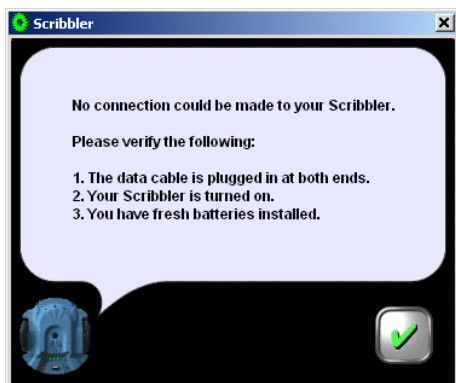 Scribbler
No connection could be made to your Scribbler.
Please verify the following:
1. The data cable is plugged in at both ends.
2. Your Scribbler is turned on.
3. You have fresh batteries installed.